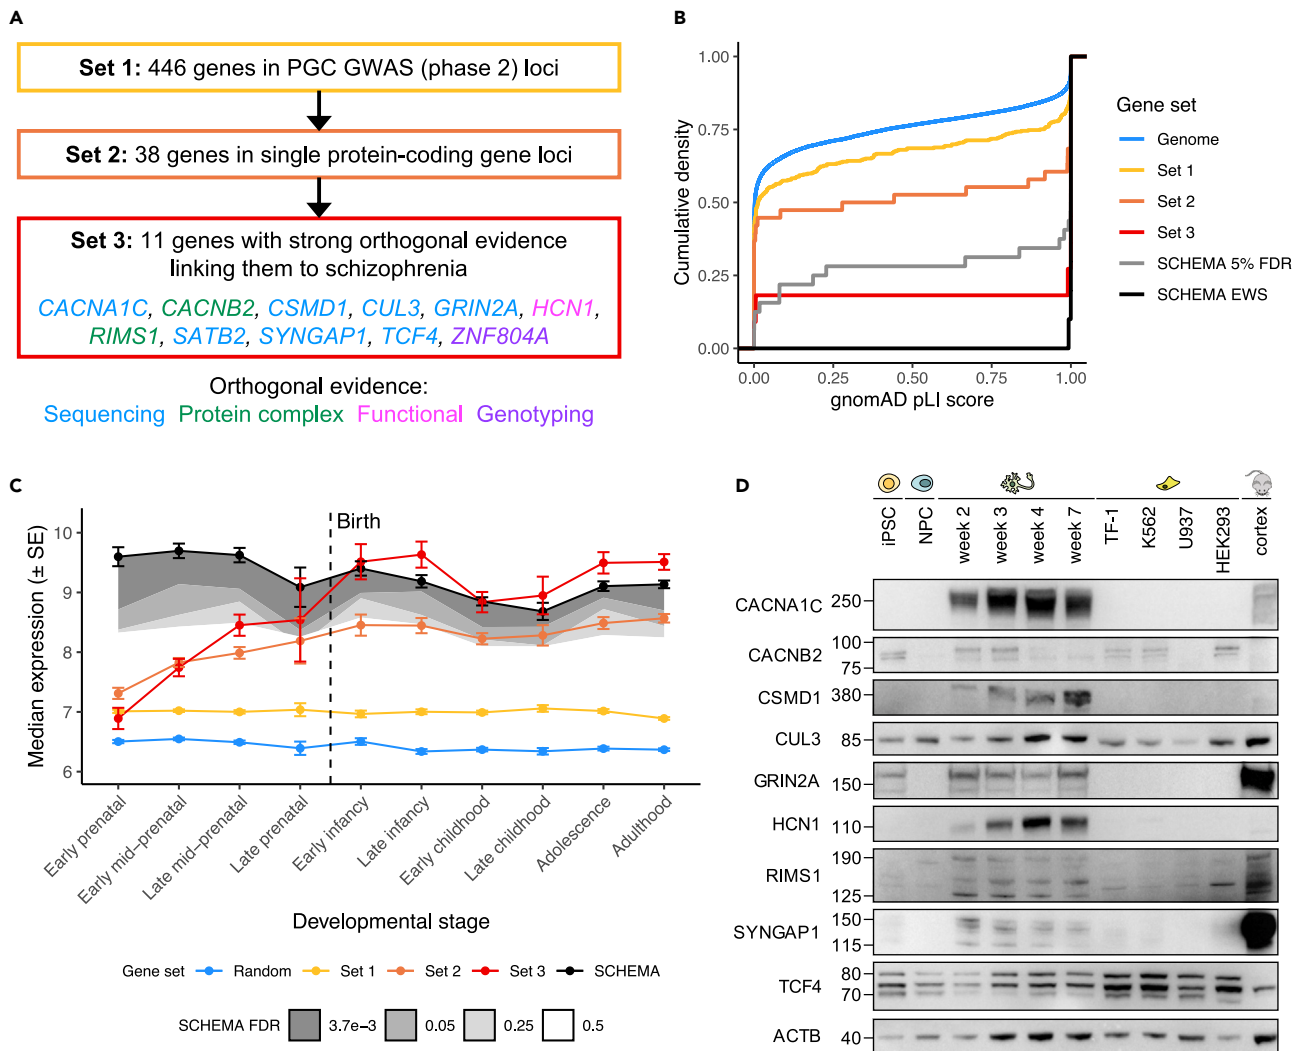 A
Set 1: 446 genes in PGC GWAS (phase 2) loci
Set 2: 38 genes in single protein-coding gene loci
Set 3: 11 genes with strong orthogonal evidence
linking them to schizophrenia
CACNA1C, CACNB2, CSMD1, CUL3, GRIN2A, HCN1,
RIMS1, SATB2, SYNGAP1, TCF4, ZNF804A
Orthogonal evidence:
Sequencing Protein complex Functional Genotyping
B
Cumulative density
1.00
0.75
0.50
0.25
0.00
0.00 0.25 0.50 0.75 1.00
gnomAD pLI score
Gene set
Genome
Set 1
Set 2
Set 3
SCHEMA 5% FDR
SCHEMA EWS
C
Median expression (± SE)
10
9
8
7
6
Birth
Early prenatal
Early mid−prenatal
Late mid−prenatal
Late prenatal
Early infancy
Late infancy
Early childhood
Late childhood
Adolescence
Adulthood
Developmental stage
Gene set Random Set 1 Set 2 Set 3 SCHEMA
SCHEMA FDR 3.7e−3 0.05 0.25 0.5
D
iPSC
NPC
week 2
week 3
week 4
week 7
TF-1
K562
U937
HEK293
cortex
CACNA1C 250
CACNB2 100
75
CSMD1 380
CUL3 85
GRIN2A 150
HCN1 110
RIMS1 190
125
SYNGAP1 150
115
TCF4 80
70
ACTB 40